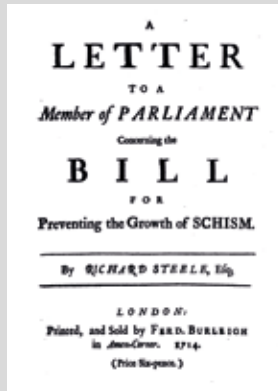 A
LETTER
TO A
Member of PARLIAMENT
Concerning the
BILL
FOR
Preventing the Growth of SCHISM.
By RICHARD STEELE, Esq;
LONDON:
Printed, and Sold by FERD. BURLEIGH
in Amen-Corner. 1714.
(Price Six-pence.)